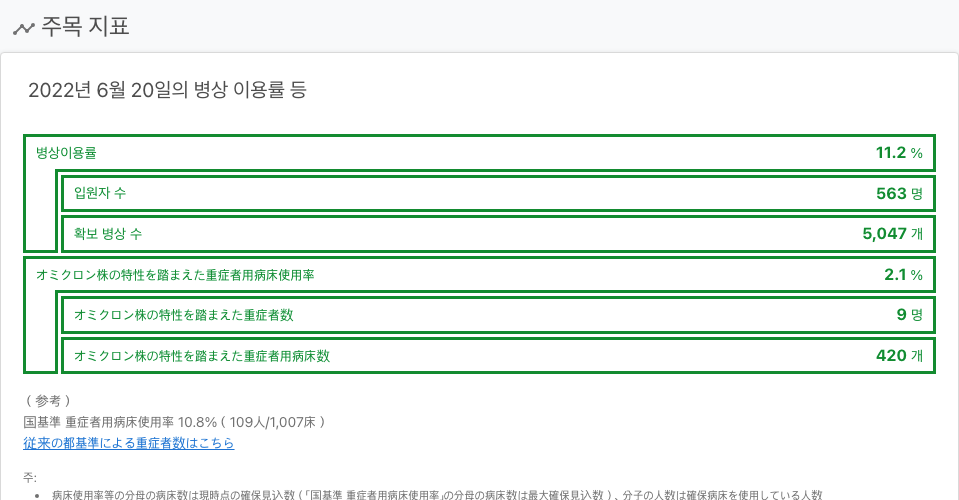 주목 지표
2022년 6월 20일의 병상 이용률 등
병상이용률 11.2 %
입원자 수 563 명
확보 병상 수 5,047 개
オミクロン株の特性を踏まえた重症者用病床使用率 2.1 %
オミクロン株の特性を踏まえた重症者数 9 명
オミクロン株の特性を踏まえた重症者用病床数 420 개
( 参考 )
国基準 重症者用病床使用率 10.8% ( 109人/1,007床 )
従来の都基準による重症者数はこちら
주:
• 病床使用率等の分母の病床数は現時点の確保見込数 (「国基準 重症者用病床使用率」の分母の病床数は最大確保見込数 ) 、分子の人数は確保病床を使用している人数